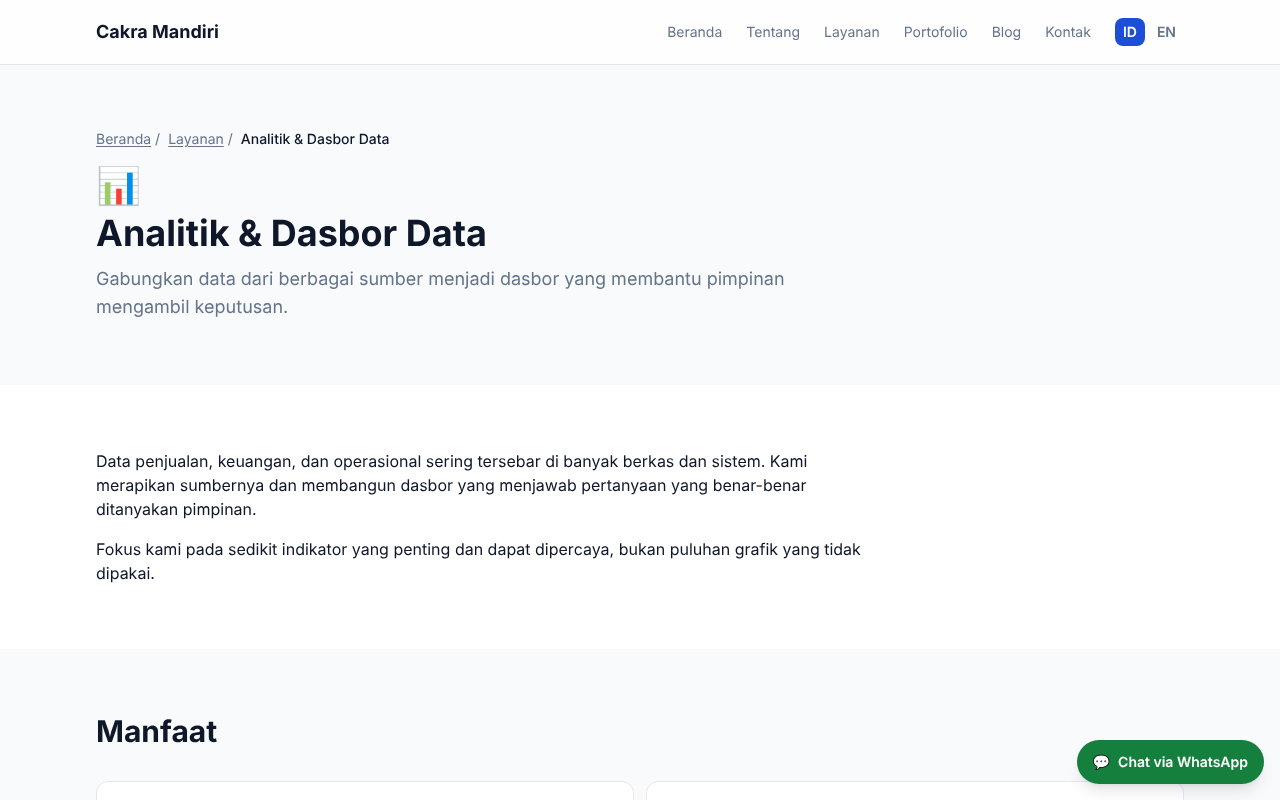 Cakra Mandiri
Beranda Tentang Layanan Portofolio Blog Kontak ID EN
Beranda / Layanan / Analitik & Dasbor Data
Analitik & Dasbor Data
Gabungkan data dari berbagai sumber menjadi dasbor yang membantu pimpinan
mengambil keputusan.
Data penjualan, keuangan, dan operasional sering tersebar di banyak berkas dan sistem. Kami
merapikan sumbernya dan membangun dasbor yang menjawab pertanyaan yang benar-benar
ditanyakan pimpinan.
Fokus kami pada sedikit indikator yang penting dan dapat dipercaya, bukan puluhan grafik yang tidak
dipakai.
Manfaat
Chat via WhatsApp